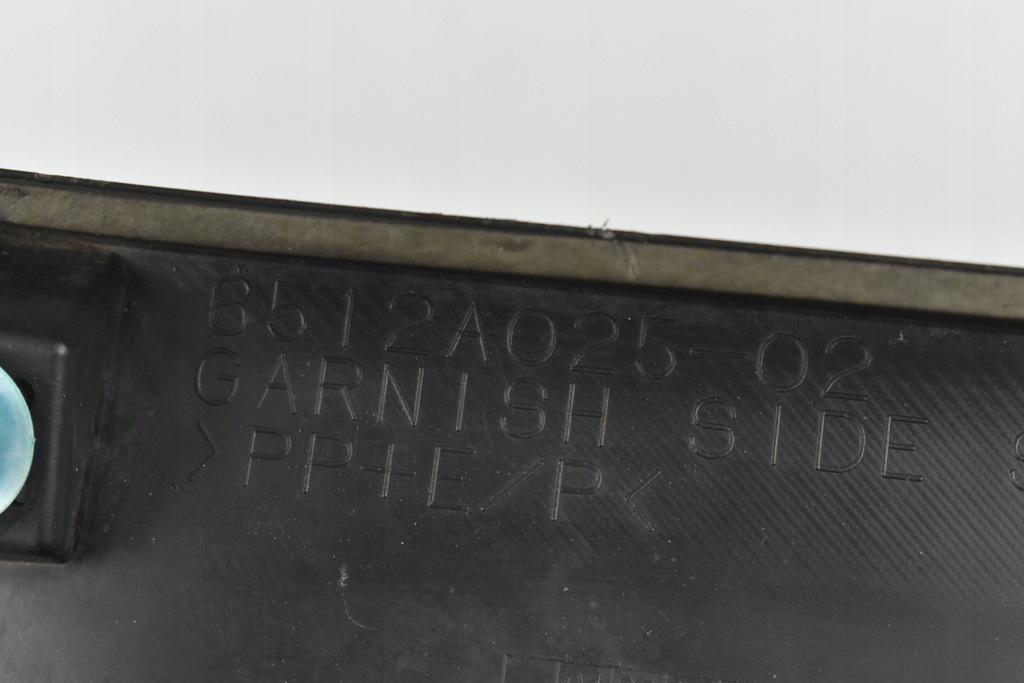 6512A025-02
GARNISH SIDE S
>PP+E/P<